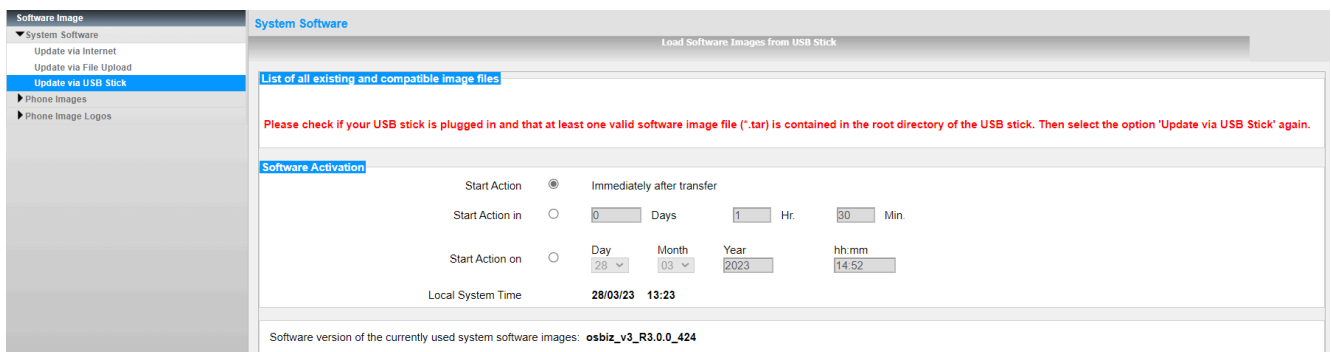 Software Image
System Software
Update via Internet
Update via File Upload
Update via USB Stick
Phone Images
Phone Image Logos
System Software
Load Software Images from USB Stick
List of all existing and compatible image files
Please check if your USB stick is plugged in and that at least one valid software image file (*.tar) is contained in the root directory of the USB stick. Then select the option 'Update via USB Stick' again.
Software Activation
Start Action Immediately after transfer
Start Action in 0 Days 1 Hr. 30 Min.
Day Month Year hh:mm
Start Action on 28 03 2023 14:52
Local System Time 28/03/23 13:23
Software version of the currently used system software images: osbiz_v3_R3.0.0_424